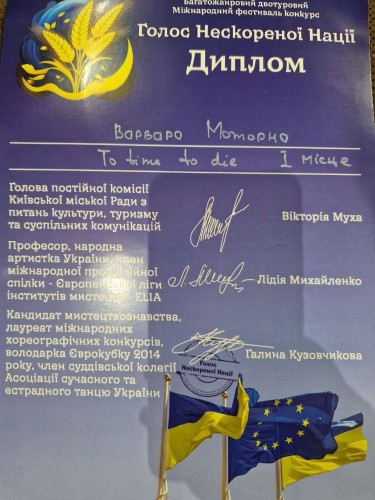 Багатожанровий двотуровий
Міжнародний фестиваль конкурс
Голос Нескореної Нації
Диплом
Варвара Моторна
To time to die I місце
Голова постійної комісії
Київської міської Ради з
питань культури, туризму
та суспільних комунікацій
Вікторія Муха
Професор, народна
артистка України, член
міжнародної професійної
спілки - Європейської ліги
інститутів мистецтв - ELIA
Лідія Михайленко
Кандидат мистецтвознавства,
лауреат міжнародних
хореографічних конкурсів,
володарка Єврокубку 2014
року, член суддівської колегії
Асоціації сучасного та
естрадного танцю України
Галина Кузовчикова
Голос
Нескореної Нації